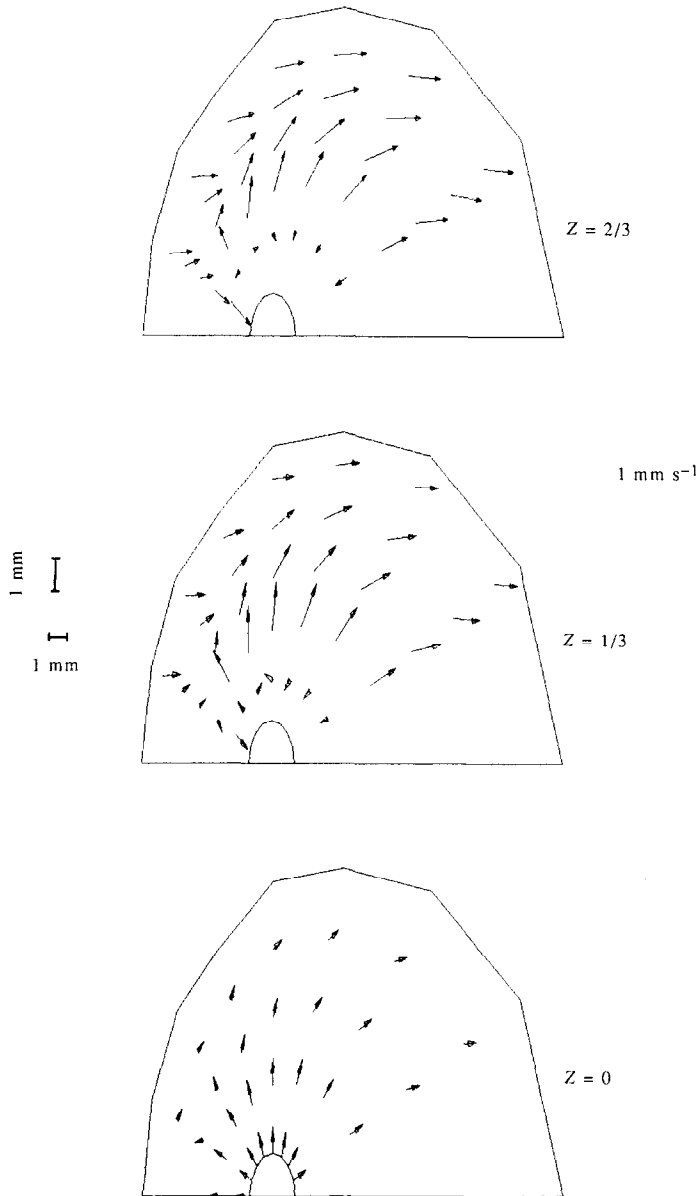 Z = 2/3
1 mm s⁻¹
1 mm
1 mm
Z = 1/3
Z = 0